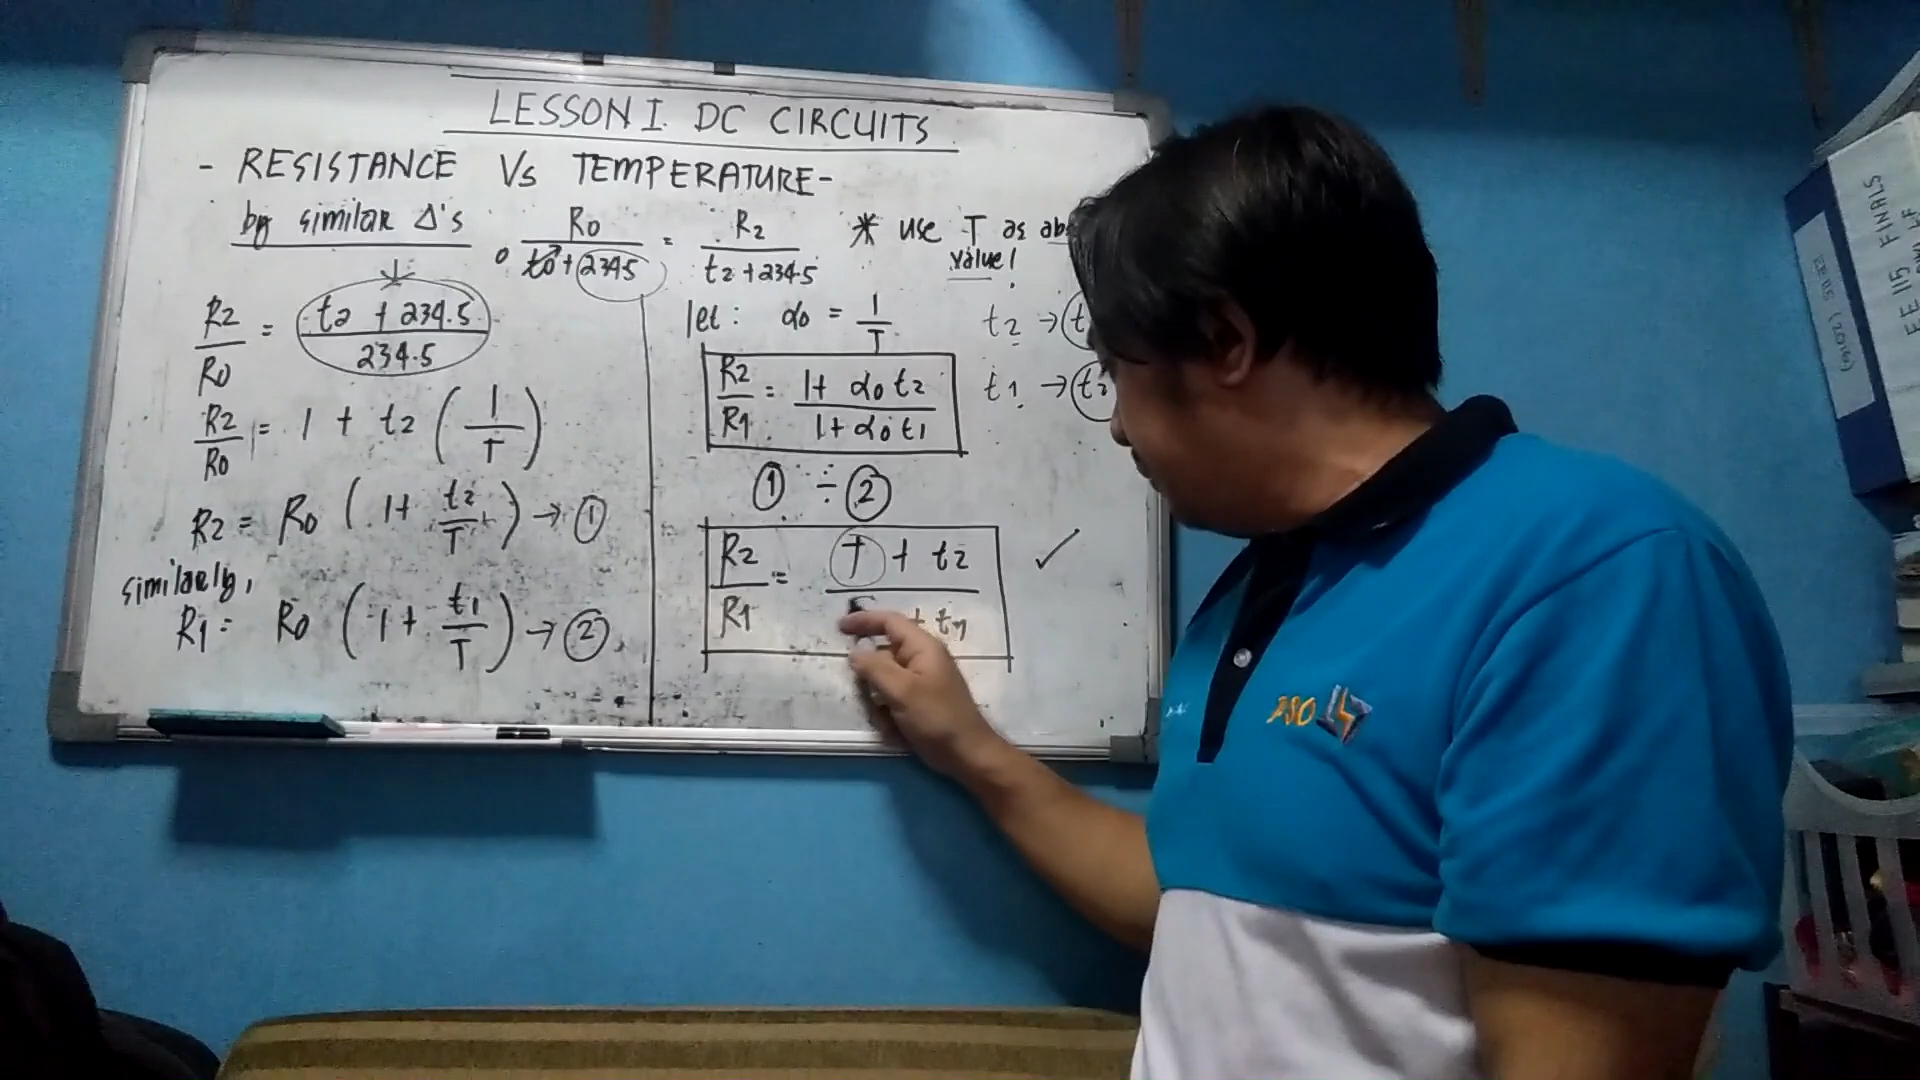 LESSON I. DC CIRCUITS
- RESISTANCE Vs TEMPERATURE -
by similar Δ's
R0 / t0 + 234.5 = R2 / t2 + 234.5
* use T as
value!
R2 / R0 = t2 + 234.5 / 234.5
R2 / R0 = 1 + t2 ( 1 / T )
R2 = R0 ( 1 + t2 / T ) → ①
similarly,
R1 = R0 ( 1 + t1 / T ) → ②
let : α0 = 1 / T
R2 / R1 = 1 + α0 t2 / 1 + α0 t1
① ÷ ②
R2 / R1 = T + t2 / + t1
✓
t2 →
t1 →
EE 115 FINALS
(2016)
PSO